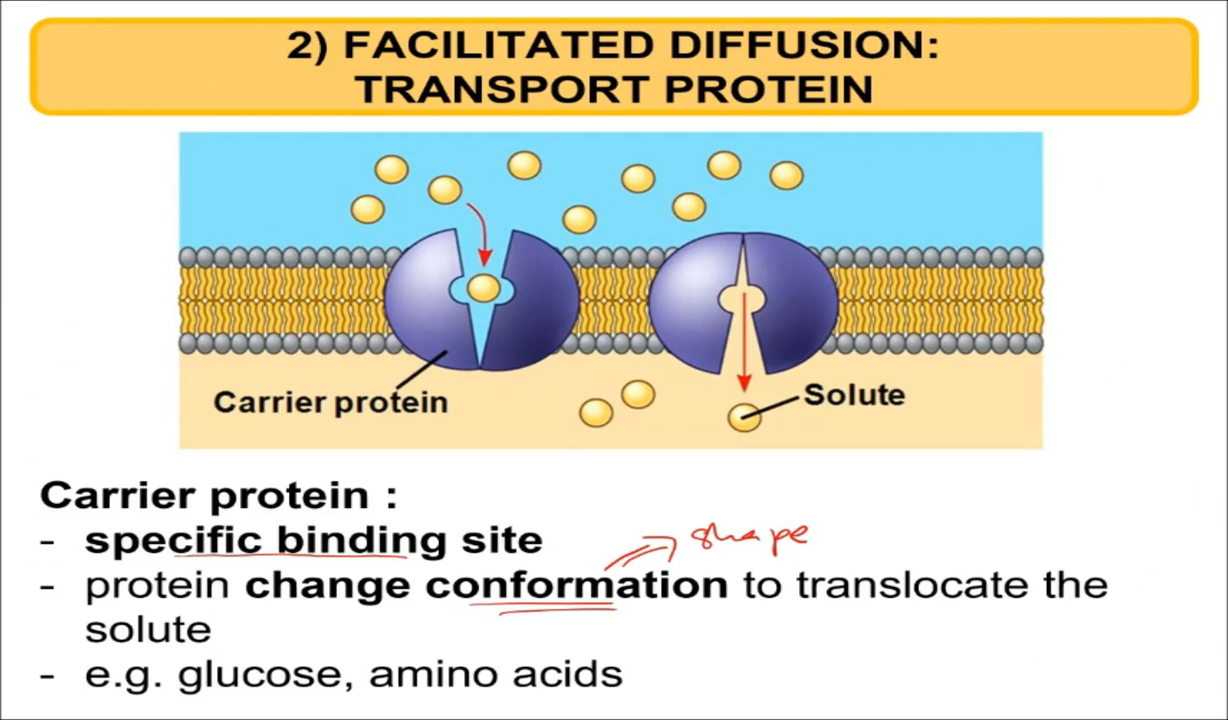 2) FACILITATED DIFFUSION:
TRANSPORT PROTEIN
Carrier protein
Solute
Carrier protein :
- specific binding site
shape
- protein change conformation to translocate the
solute
- e.g. glucose, amino acids